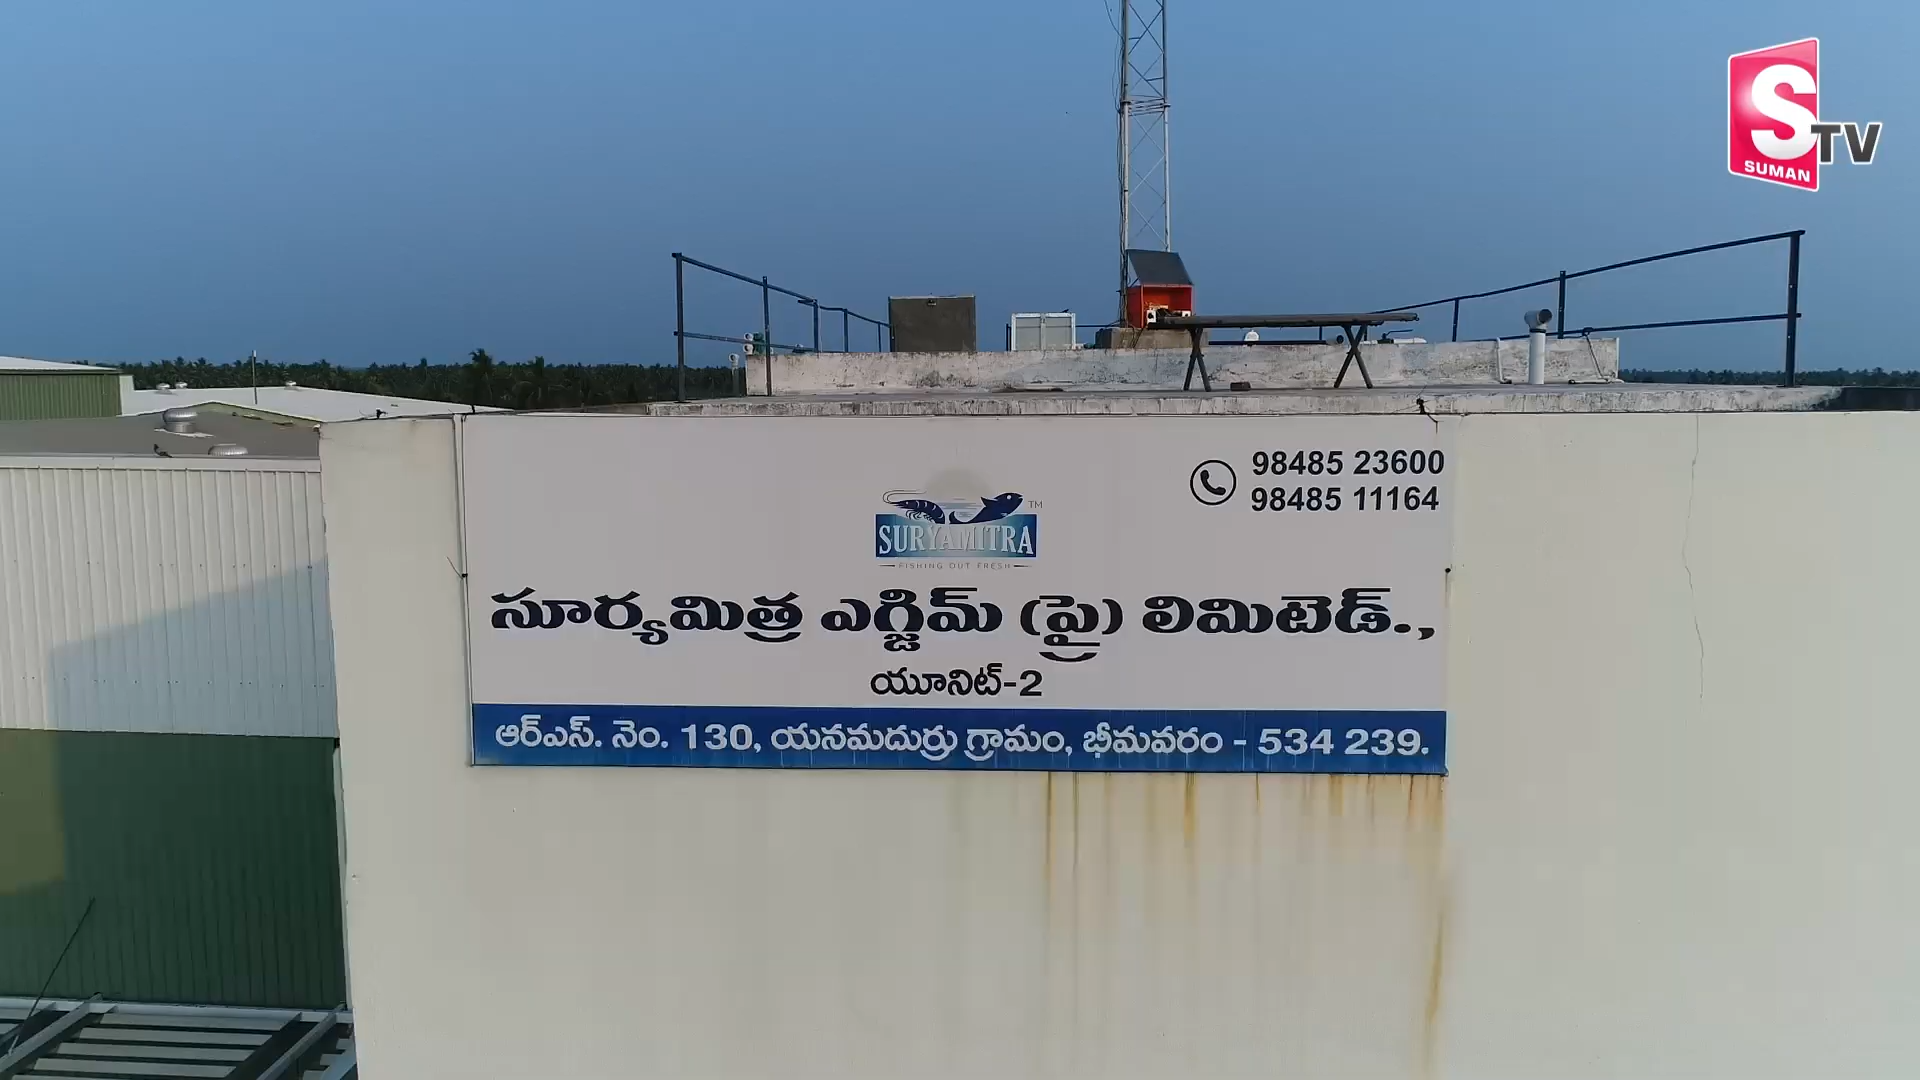 S TV
SUMAN
98485 23600
98485 11164
TM
SURYAMITRA
FISHING OUT FRESH
సూర్యమిత్ర ఎగ్జిమ్ (ప్రై) లిమిటెడ్.,
యూనిట్-2
ఆర్ఎస్. నెం. 130, యనమదుర్రు గ్రామం, భీమవరం - 534 239.